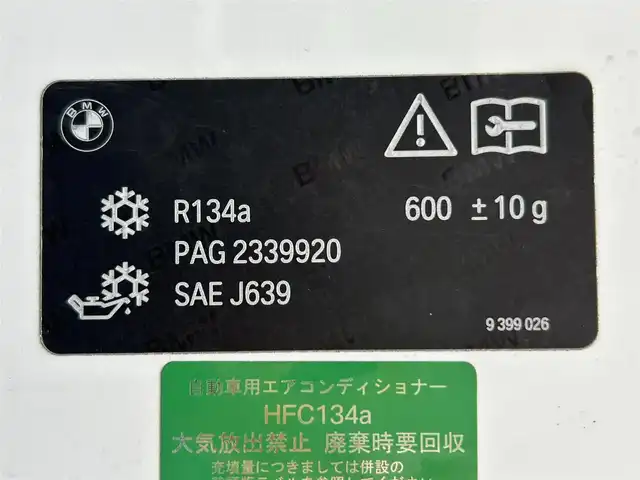 BMW
R134a 600 ±10 g
PAG 2339920
SAE J639
9 399 026
自動車用エアコンディショナー
HFC134a
大気放出禁止 廃棄時要回収
充填量につきましては併設の